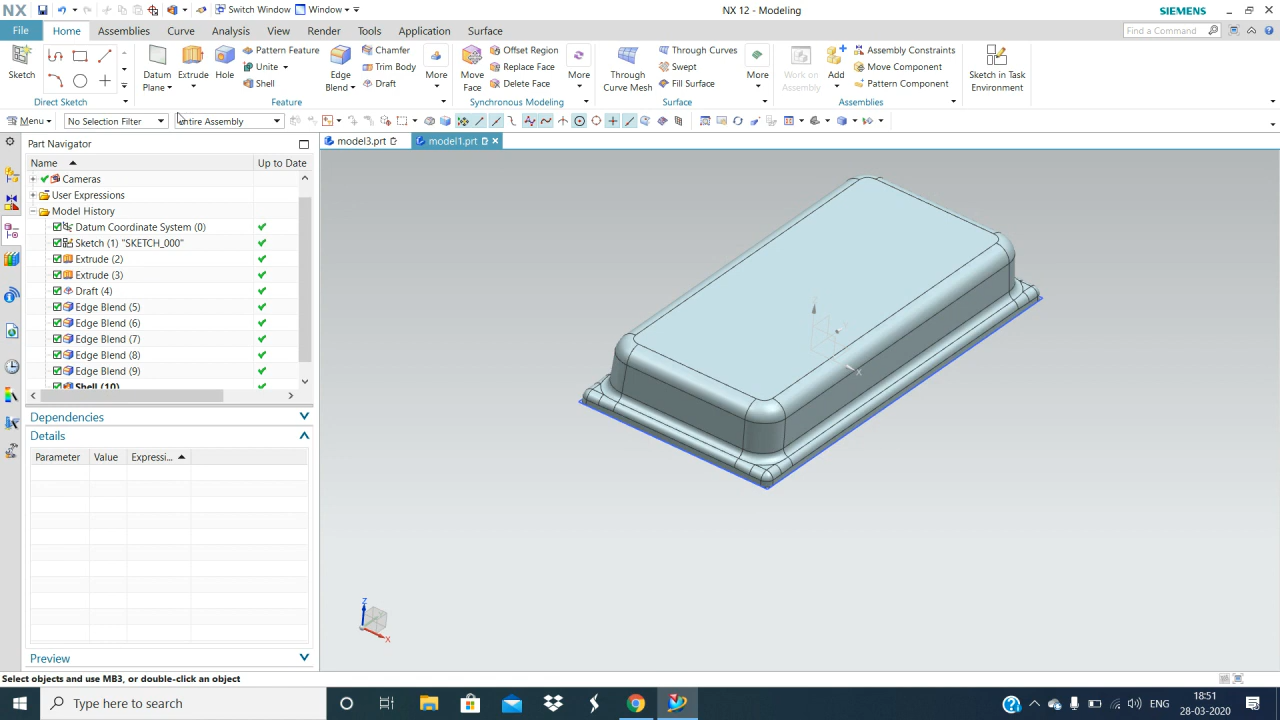 NX
Switch Window
Window
NX 12 - Modeling
SIEMENS
File
Home
Assemblies
Curve
Analysis
View
Render
Tools
Application
Surface
Find a Command
Sketch
Direct Sketch
Datum Plane
Extrude
Hole
Pattern Feature
Unite
Shell
Edge Blend
Chamfer
Trim Body
Draft
More
Feature
Move Face
Offset Region
Replace Face
Delete Face
More
Synchronous Modeling
Through Curve Mesh
Through Curves
Swept
Fill Surface
More
Surface
Work on Assembly
Add
Assembly Constraints
Move Component
Pattern Component
Assemblies
Sketch in Task Environment
Menu
No Selection Filter
Entire Assembly
Part Navigator
model3.prt
model1.prt
Name
Up to Date
Cameras
User Expressions
Model History
Datum Coordinate System (0)
Sketch (1) "SKETCH_000"
Extrude (2)
Extrude (3)
Draft (4)
Edge Blend (5)
Edge Blend (6)
Edge Blend (7)
Edge Blend (8)
Edge Blend (9)
Shell (10)
Dependencies
Details
Parameter
Value
Expressi...
Preview
X
Z
X
Select objects and use MB3, or double-click an object
Type here to search
ENG
18:51
28-03-2020